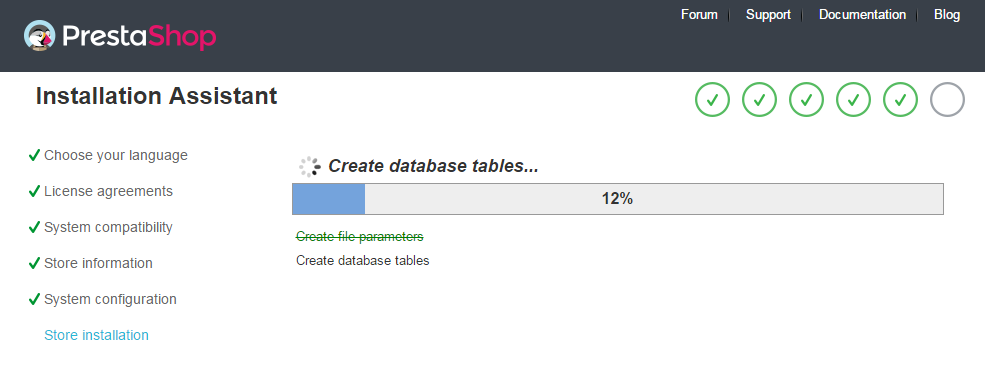 Forum Support Documentation Blog
PrestaShop
Installation Assistant
Choose your language
License agreements
System compatibility
Store information
System configuration
Store installation
Create database tables...
12%
Create file parameters
Create database tables